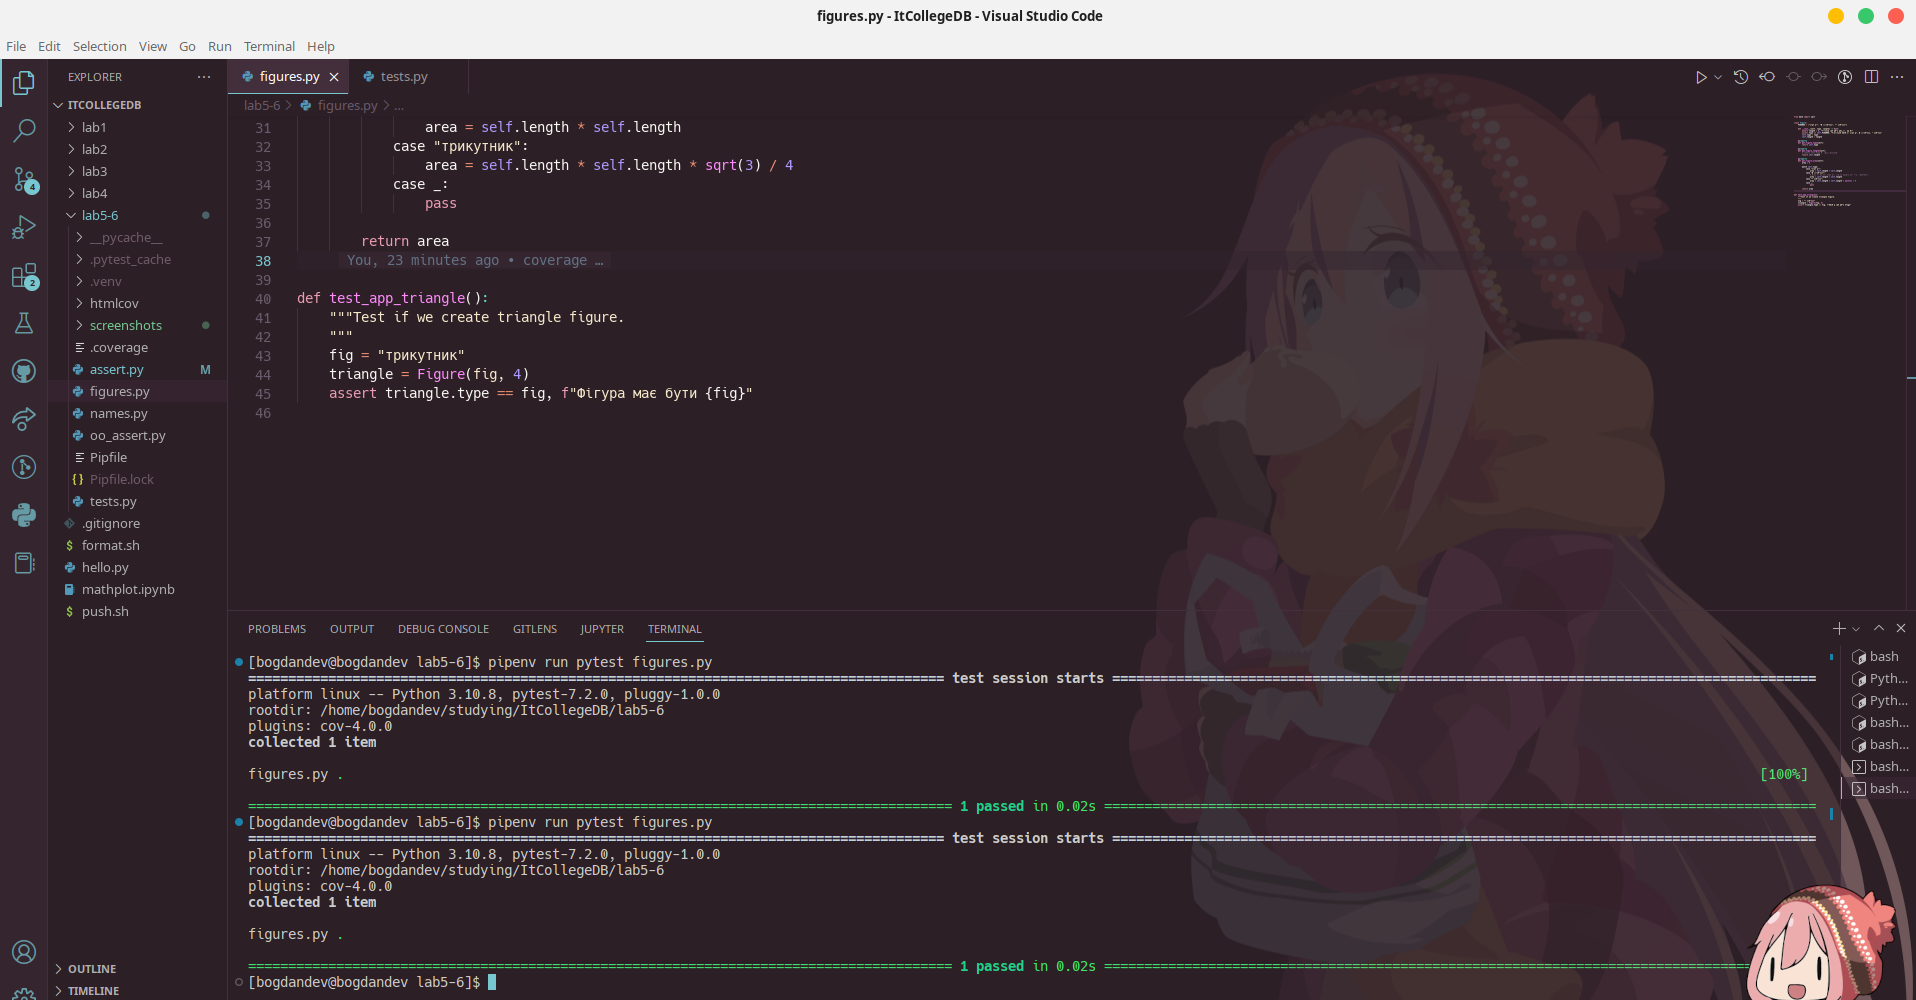 figures.py - ItCollegeDB - Visual Studio Code
File Edit Selection View Go Run Terminal Help
EXPLORER
ITCOLLEGEDB
lab1
lab2
lab3
lab4
4
lab5-6
__pycache__
.pytest_cache
.venv
2
htmlcov
screenshots
.coverage
assert.py M
figures.py
names.py
oo_assert.py
Pipfile
Pipfile.lock
tests.py
.gitignore
format.sh
hello.py
mathplot.ipynb
push.sh
OUTLINE
TIMELINE
figures.py tests.py
lab5-6 > figures.py > ...
31 area = self.length * self.length
32 case "трикутник":
33 area = self.length * self.length * sqrt(3) / 4
34 case _:
35 pass
36
37 return area
38 You, 23 minutes ago • coverage …
39
40 def test_app_triangle():
41 """Test if we create triangle figure.
42 """
43 fig = "трикутник"
44 triangle = Figure(fig, 4)
45 assert triangle.type == fig, f"Фігура має бути {fig}"
46
PROBLEMS OUTPUT DEBUG CONSOLE GITLENS JUPYTER TERMINAL
[bogdandev@bogdandev lab5-6]$ pipenv run pytest figures.py
test session starts
platform linux -- Python 3.10.8, pytest-7.2.0, pluggy-1.0.0
rootdir: /home/bogdandev/studying/ItCollegeDB/lab5-6
plugins: cov-4.0.0
collected 1 item
figures.py . [100%]
1 passed in 0.02s
[bogdandev@bogdandev lab5-6]$ pipenv run pytest figures.py
test session starts
platform linux -- Python 3.10.8, pytest-7.2.0, pluggy-1.0.0
rootdir: /home/bogdandev/studying/ItCollegeDB/lab5-6
plugins: cov-4.0.0
collected 1 item
figures.py .
1 passed in 0.02s
[bogdandev@bogdandev lab5-6]$
bash
Pyth...
Pyth...
bash...
bash...
bash...
bash...